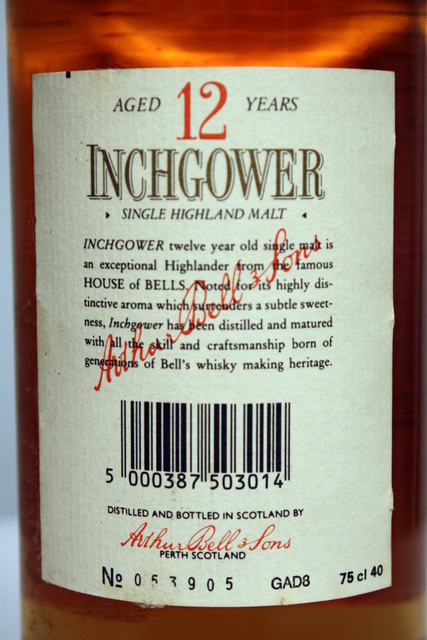 AGED 12 YEARS
INCHGOWER
SINGLE HIGHLAND MALT
INCHGOWER twelve year old single malt is
an exceptional Highlander from the famous
HOUSE of BELLS. Noted for its highly dis-
tinctive aroma which surrenders a subtle sweet-
ness, Inchgower has been distilled and matured
with all the skill and craftsmanship born of
generations of Bell's whisky making heritage.
Arthur Bell & Sons
5 000387 503014
DISTILLED AND BOTTLED IN SCOTLAND BY
Arthur Bell & Sons
PERTH SCOTLAND
No 053905 GAD8 75 cl 40